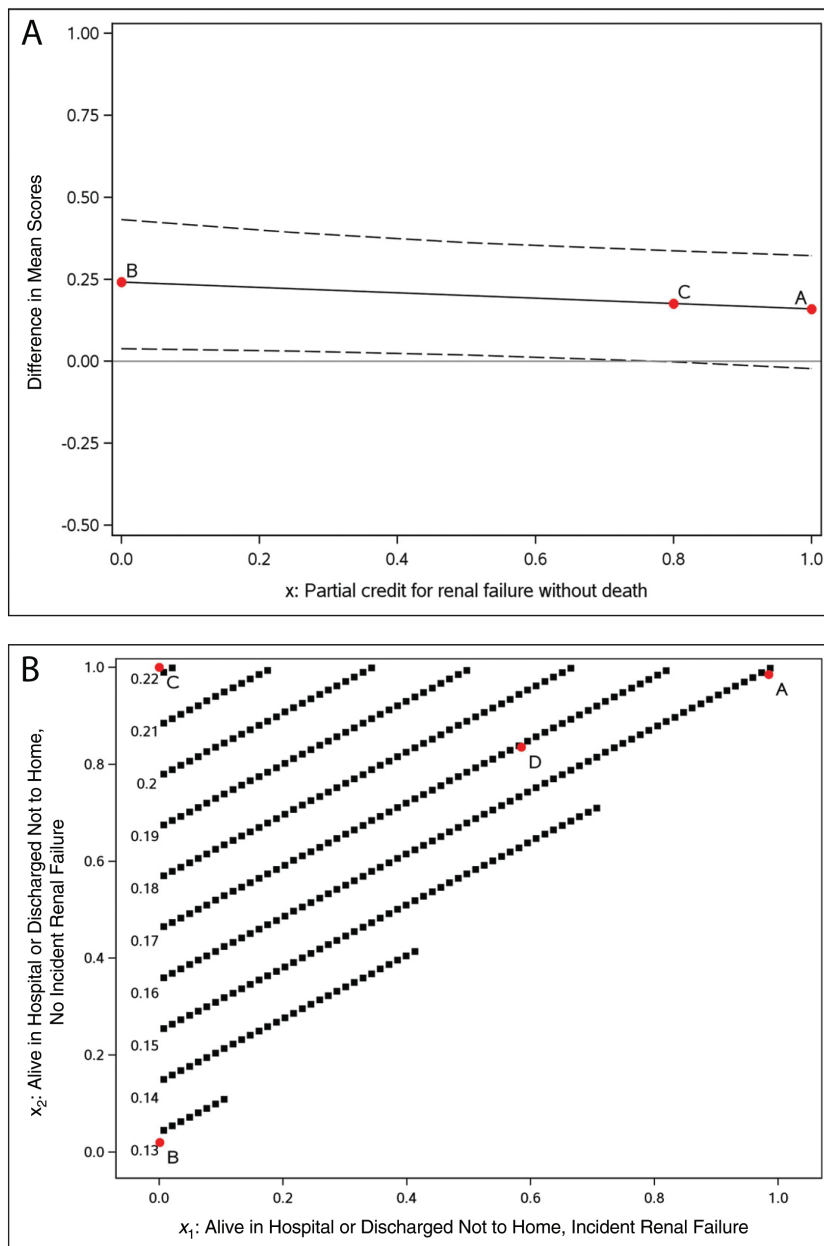 A
1.00
0.75
0.50
0.25
0.00
-0.25
-0.50
B
C
A
0.0
0.2
0.4
0.6
0.8
1.0
Difference in Mean Scores
x: Partial credit for renal failure without death
B
1.0
0.8
0.6
0.4
0.2
0.0
0.22
C
A
0.21
0.2
D
0.19
0.18
0.17
0.16
0.15
0.14
0.13
B
0.0
0.2
0.4
0.6
0.8
1.0
x2: Alive in Hospital or Discharged Not to Home,
No Incident Renal Failure
x1: Alive in Hospital or Discharged Not to Home, Incident Renal Failure